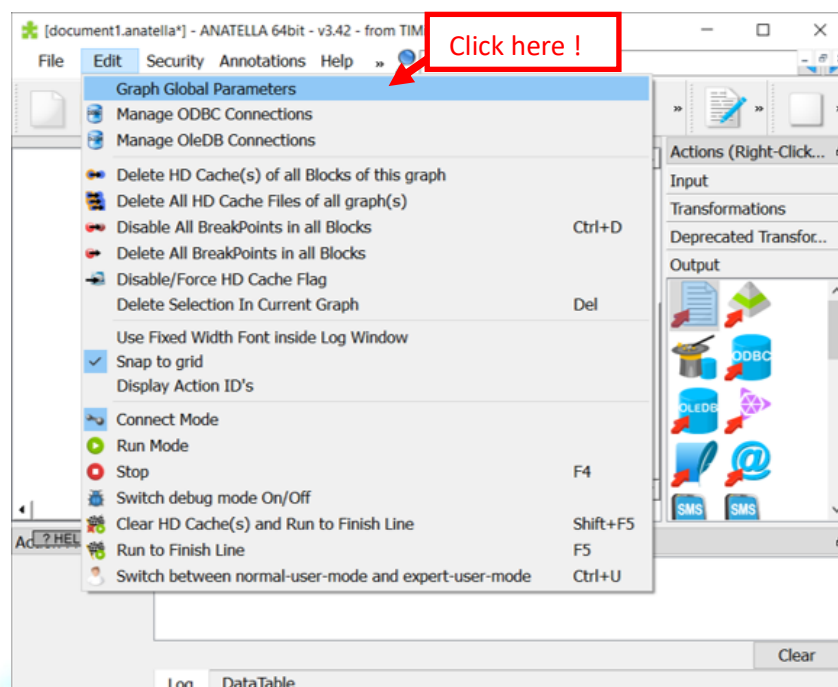 [document1.anatella*] - ANATELLA 64bit - v3.42 - from TIM
Click here !
File Edit Security Annotations Help »
Graph Global Parameters
Manage ODBC Connections
Manage OleDB Connections
Delete HD Cache(s) of all Blocks of this graph
Delete All HD Cache Files of all graph(s)
Disable All BreakPoints in all Blocks Ctrl+D
Delete All BreakPoints in all Blocks
Disable/Force HD Cache Flag
Delete Selection In Current Graph Del
Use Fixed Width Font inside Log Window
Snap to grid
Display Action ID's
Connect Mode
Run Mode
Stop F4
Switch debug mode On/Off
Clear HD Cache(s) and Run to Finish Line Shift+F5
Run to Finish Line F5
Switch between normal-user-mode and expert-user-mode Ctrl+U
» »
Actions (Right-Click...
Input
Transformations
Deprecated Transfor...
Output
ODBC
OLEDB
@
SMS SMS
? HEL
Clear
Log DataTable